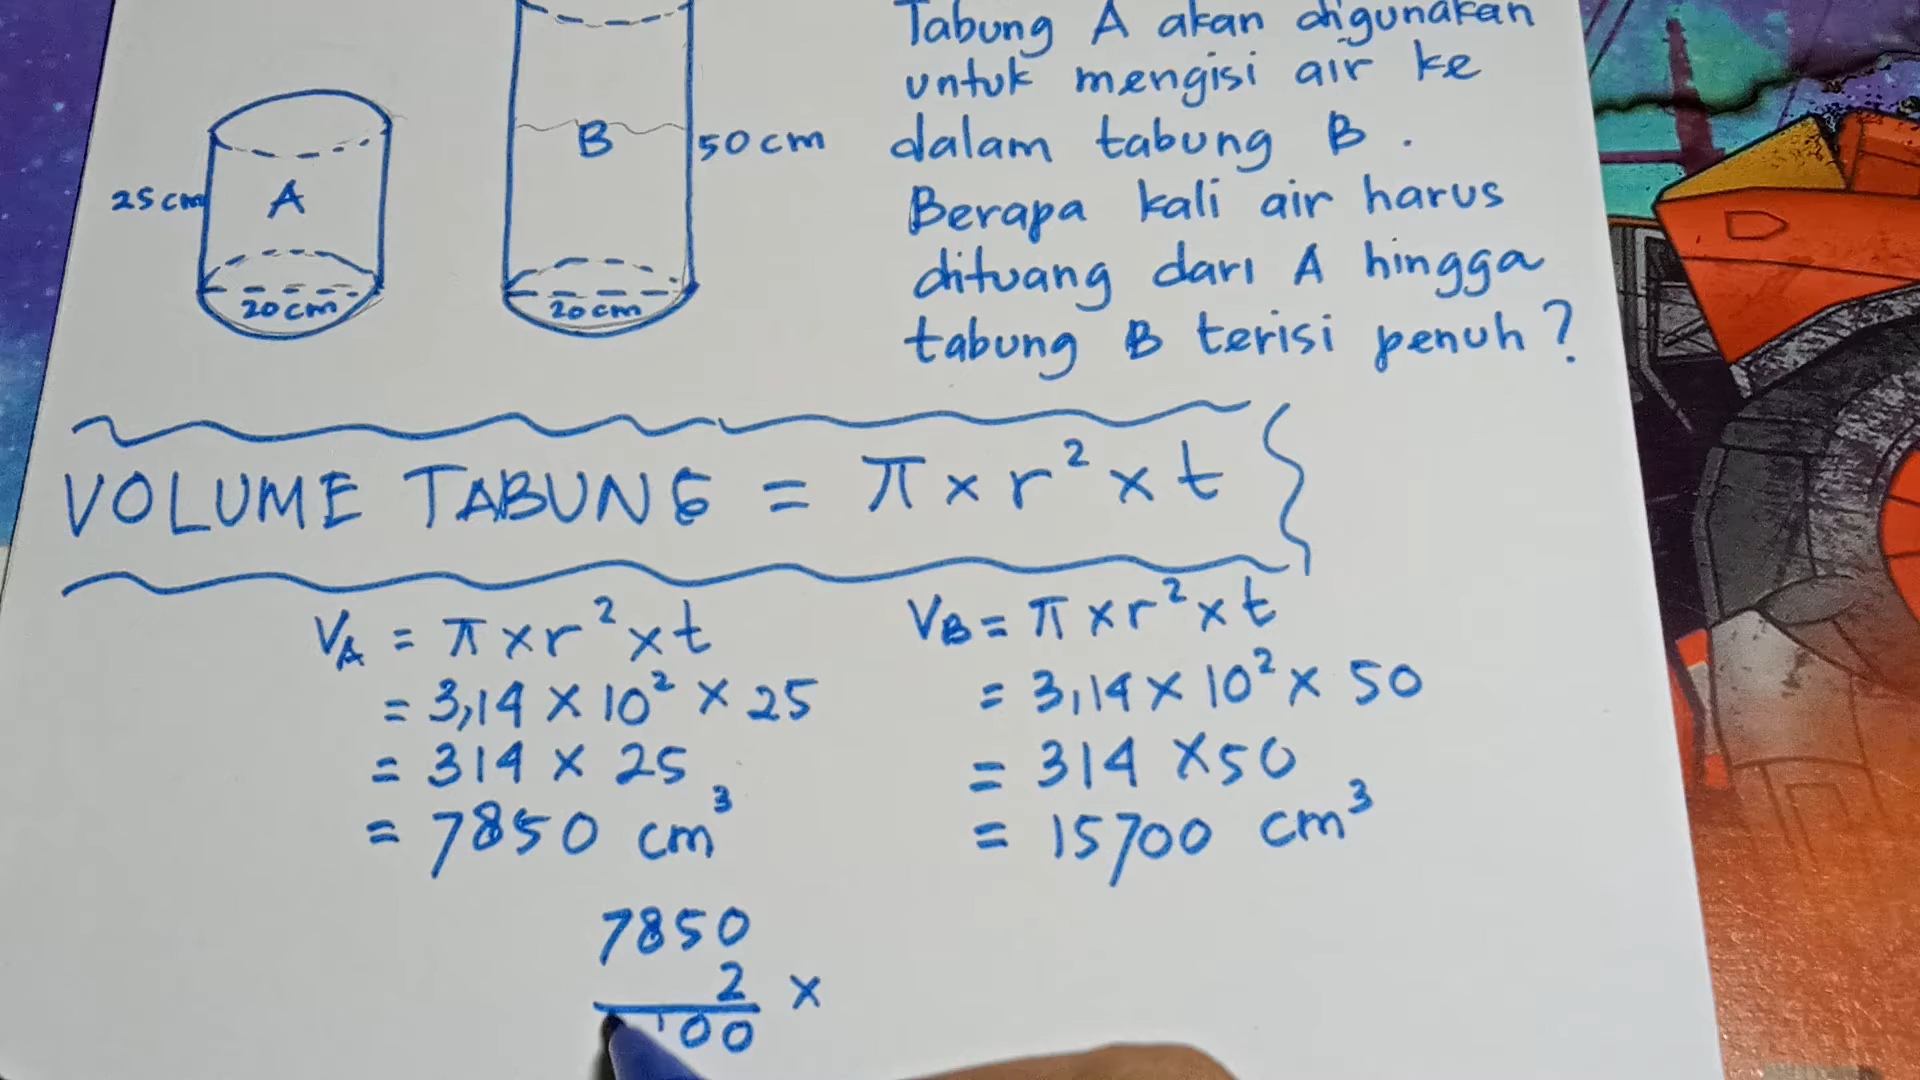 Tabung A akan digunakan
untuk mengisi air ke
dalam tabung B.
Berapa kali air harus
dituang dari A hingga
tabung B terisi penuh?
25 cm
A
20 cm
B
50 cm
20 cm
VOLUME TABUNG = π × r² × t
VA = π × r² × t
= 3,14 × 10² × 25
= 314 × 25
= 7850 cm³
VB = π × r² × t
= 3,14 × 10² × 50
= 314 × 50
= 15700 cm³
7850
2 ×
00